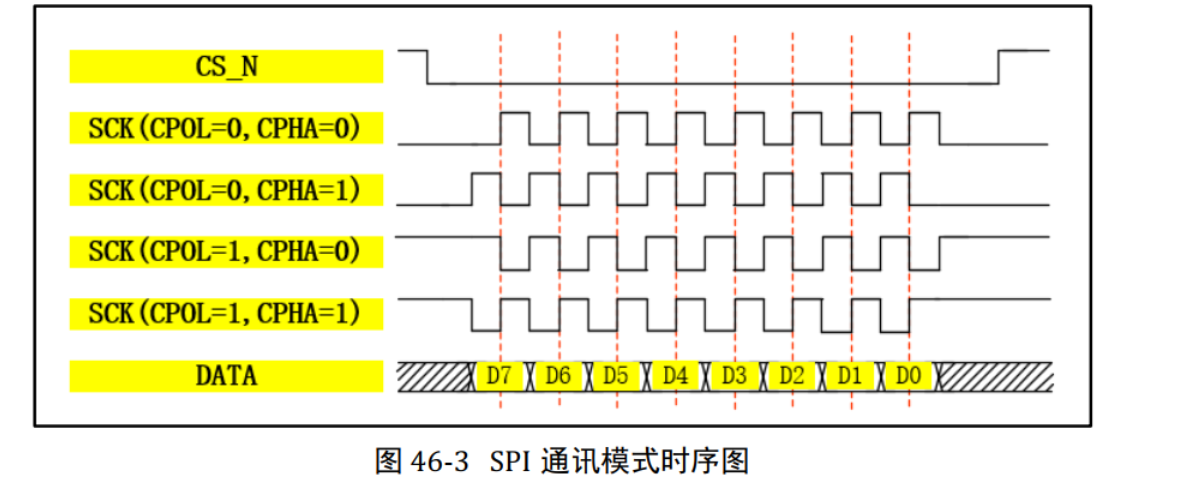 CS_N
SCK(CPOL=0,CPHA=0)
SCK(CPOL=0,CPHA=1)
SCK(CPOL=1,CPHA=0)
SCK(CPOL=1,CPHA=1)
DATA D7 D6 D5 D4 D3 D2 D1 D0
图 46-3 SPI 通讯模式时序图